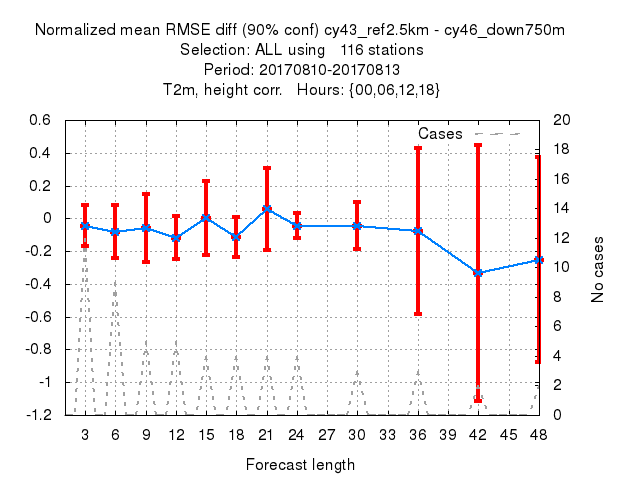 Normalized mean RMSE diff (90% conf) cy43_ref2.5km - cy46_down750m
Selection: ALL using   116 stations
Period: 20170810-20170813
T2m, height corr.   Hours: {00,06,12,18}
Cases
0.6
0.4
0.2
0
-0.2
-0.4
-0.6
-0.8
-1
-1.2
20
18
16
14
12
10
8
6
4
2
0
No cases
3 6 9 12 15 18 21 24 27 30 33 36 39 42 45 48
Forecast length